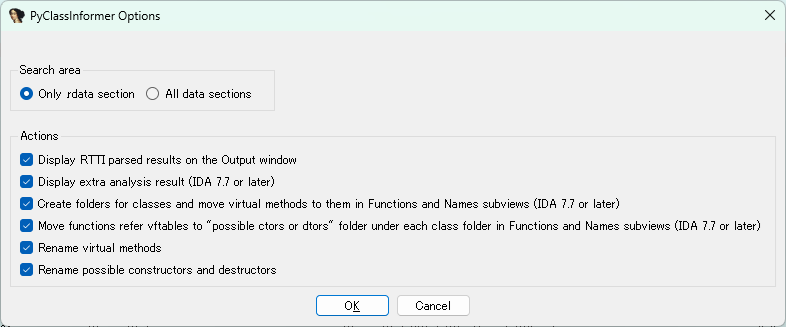 PyClassInformer Options
Search area
Only .rdata section
All data sections
Actions
Display RTTI parsed results on the Output window
Display extra analysis result (IDA 7.7 or later)
Create folders for classes and move virtual methods to them in Functions and Names subviews (IDA 7.7 or later)
Move functions refer vftables to "possible ctors or dtors" folder under each class folder in Functions and Names subviews (IDA 7.7 or later)
Rename virtual methods
Rename possible constructors and destructors
OK
Cancel